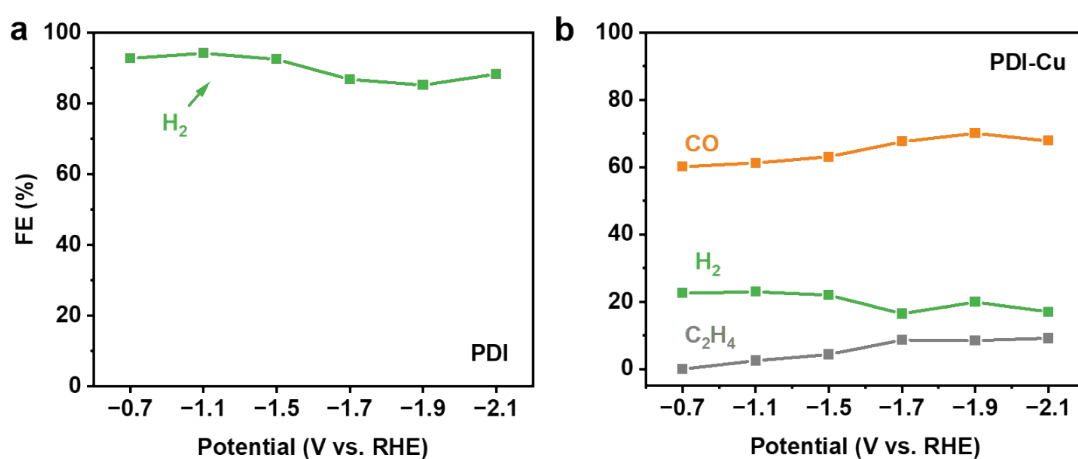 a
FE (%)
100
80
60
40
20
0
H₂
PDI
−0.7 −1.1 −1.5 −1.7 −1.9 −2.1
Potential (V vs. RHE)
b
PDI-Cu
100
80
60
40
20
0
CO
H₂
C₂H₄
−0.7 −1.1 −1.5 −1.7 −1.9 −2.1
Potential (V vs. RHE)